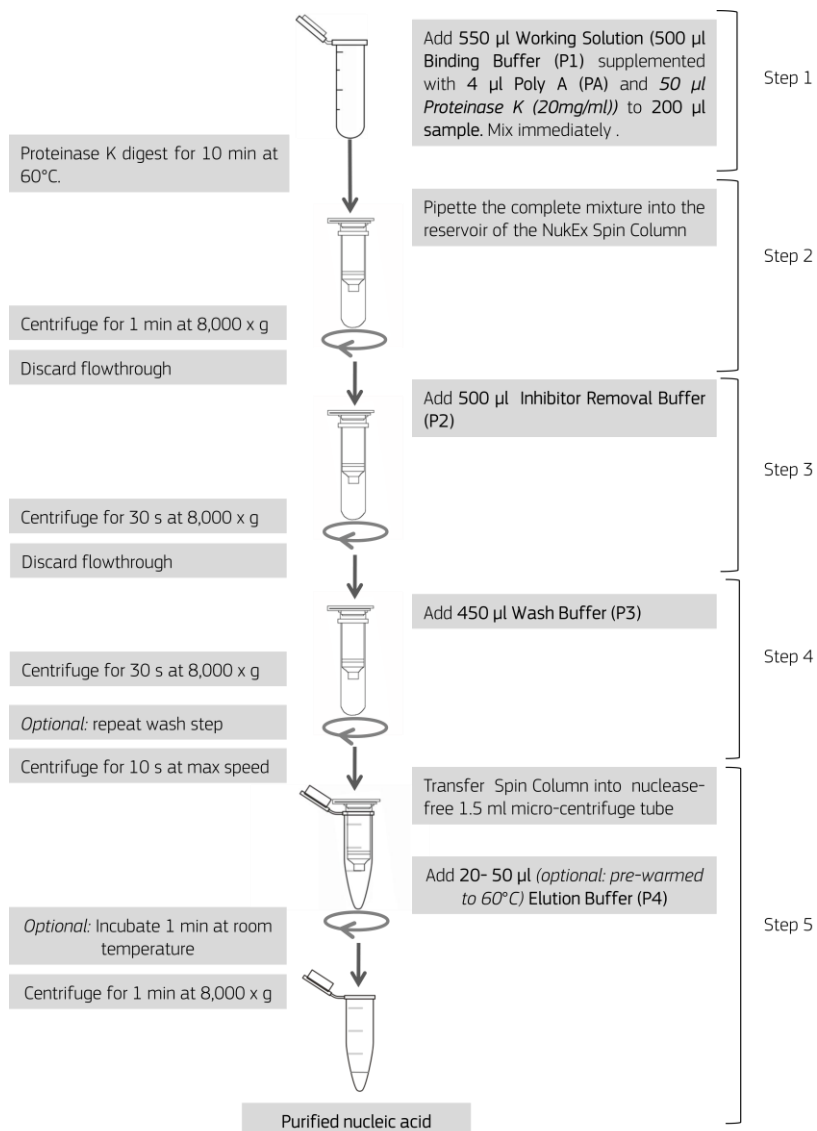 Add 550 µl Working Solution (500 µl
Binding Buffer (P1) supplemented
with 4 µl Poly A (PA) and 50 µl
Proteinase K (20mg/ml)) to 200 µl
sample. Mix immediately .
Step 1
Proteinase K digest for 10 min at
60°C.
Pipette the complete mixture into the
reservoir of the NukEx Spin Column
Step 2
Centrifuge for 1 min at 8,000 x g
Discard flowthrough
Add 500 µl Inhibitor Removal Buffer
(P2)
Step 3
Centrifuge for 30 s at 8,000 x g
Discard flowthrough
Add 450 µl Wash Buffer (P3)
Step 4
Centrifuge for 30 s at 8,000 x g
Optional: repeat wash step
Centrifuge for 10 s at max speed
Transfer Spin Column into nuclease-
free 1.5 ml micro-centrifuge tube
Add 20- 50 µl (optional: pre-warmed
to 60°C) Elution Buffer (P4)
Step 5
Optional: Incubate 1 min at room
temperature
Centrifuge for 1 min at 8,000 x g
Purified nucleic acid